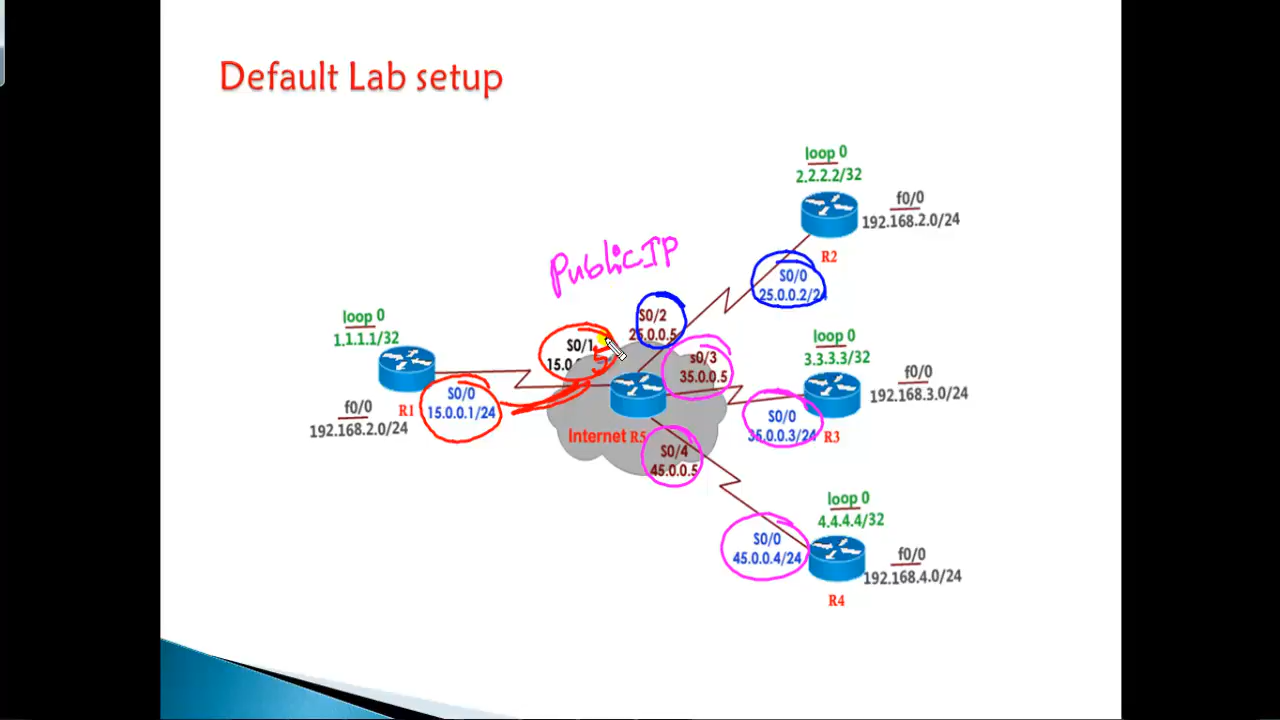 Default Lab setup
loop 0
2.2.2.2/32
f0/0
192.168.2.0/24
R2
PublicIP
S0/0
25.0.0.2/24
S0/2
25.0.0.5
loop 0
1.1.1.1/32
S0/1
15.0.
5
s0/3
35.0.0.5
loop 0
3.3.3.3/32
f0/0
192.168.3.0/24
R1
S0/0
15.0.0.1/24
f0/0
192.168.2.0/24
Internet R5
S0/0
35.0.0.3/24
R3
S0/4
45.0.0.5
loop 0
4.4.4.4/32
S0/0
45.0.0.4/24
f0/0
192.168.4.0/24
R4